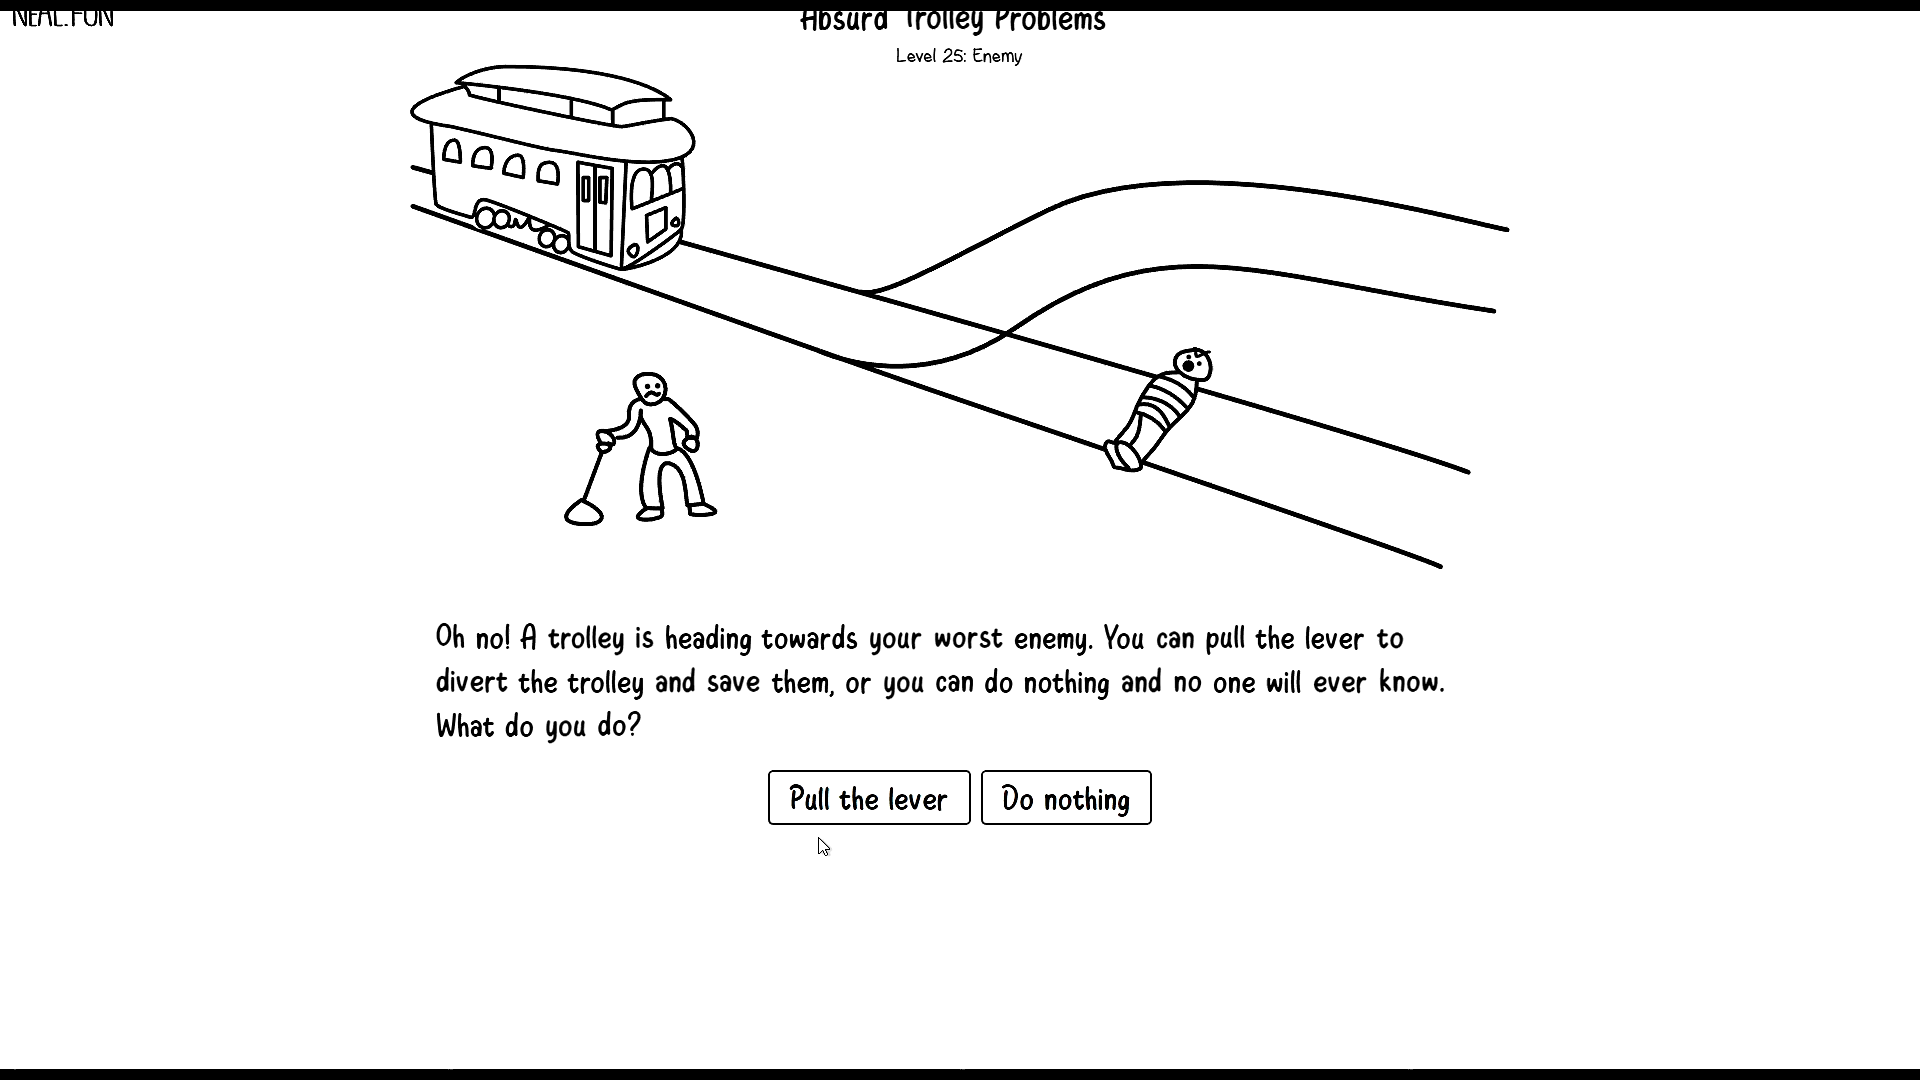 NEAL.FUN
Absurd Trolley Problems
Level 25: Enemy
Oh no! A trolley is heading towards your worst enemy. You can pull the lever to
divert the trolley and save them, or you can do nothing and no one will ever know.
What do you do?
Pull the lever
Do nothing